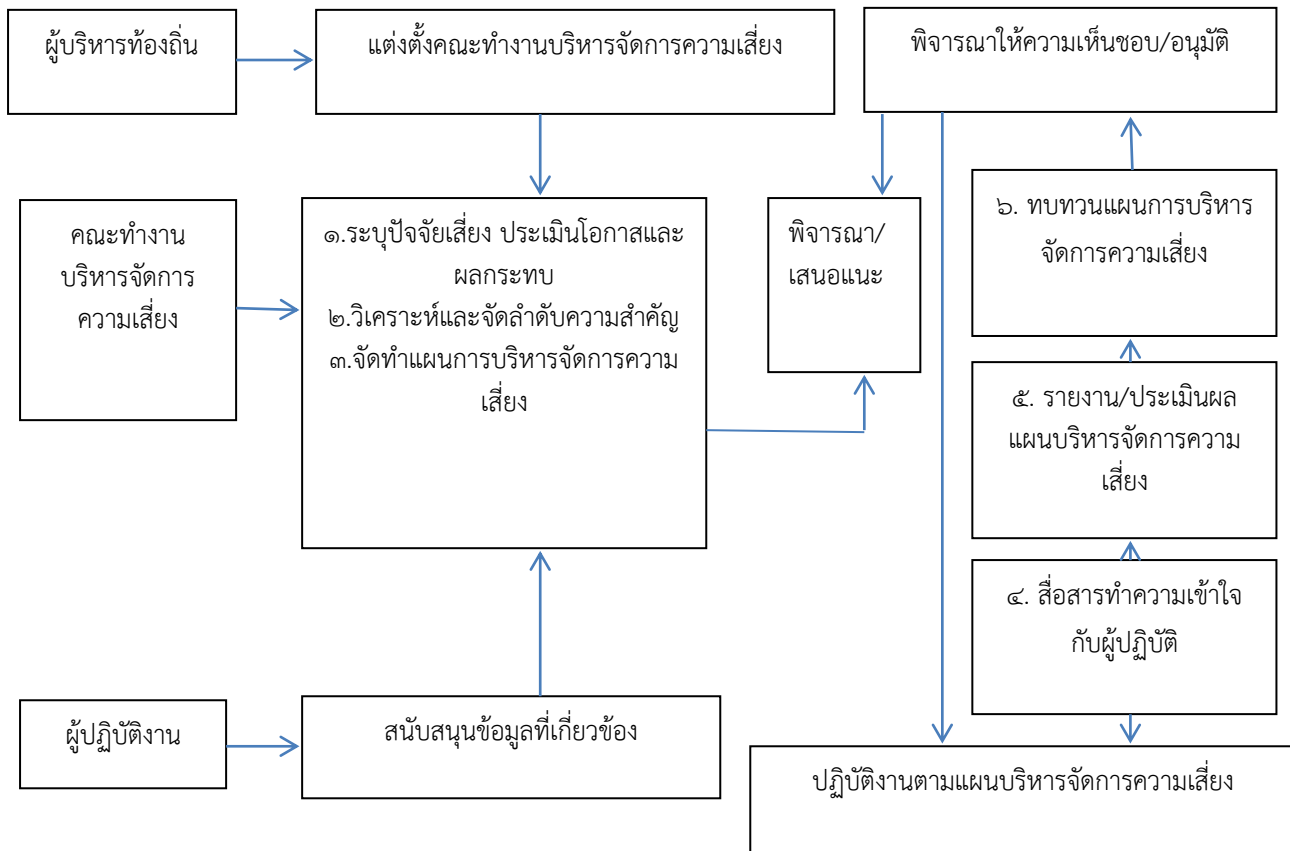 ผู้บริหารท้องถิ่น
แต่งตั้งคณะทำงานบริหารจัดการความเสี่ยง
พิจารณาให้ความเห็นชอบ/อนุมัติ
คณะทำงาน
บริหารจัดการ
ความเสี่ยง
๑.ระบุปัจจัยเสี่ยง ประเมินโอกาสและ
ผลกระทบ
๒.วิเคราะห์และจัดลำดับความสำคัญ
๓.จัดทำแผนการบริหารจัดการความ
เสี่ยง
พิจารณา/
เสนอแนะ
๖. ทบทวนแผนการบริหาร
จัดการความเสี่ยง
๕. รายงาน/ประเมินผล
แผนบริหารจัดการความ
เสี่ยง
๔. สื่อสารทำความเข้าใจ
กับผู้ปฏิบัติ
ผู้ปฏิบัติงาน
สนับสนุนข้อมูลที่เกี่ยวข้อง
ปฏิบัติงานตามแผนบริหารจัดการความเสี่ยง